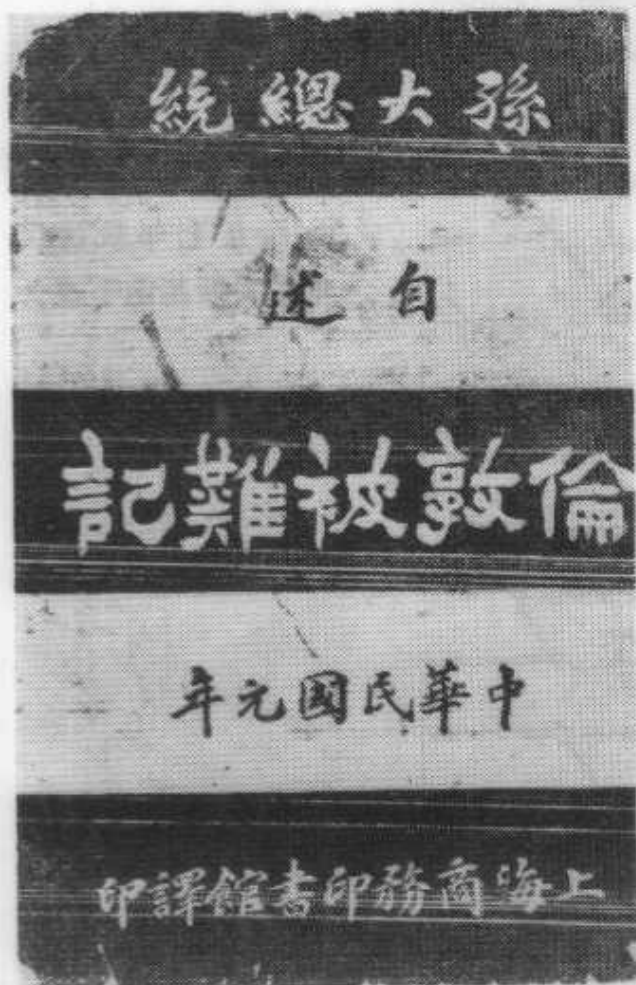 孫大總統
自述
倫敦被難記
中華民國元年
上海商務印書館譯印